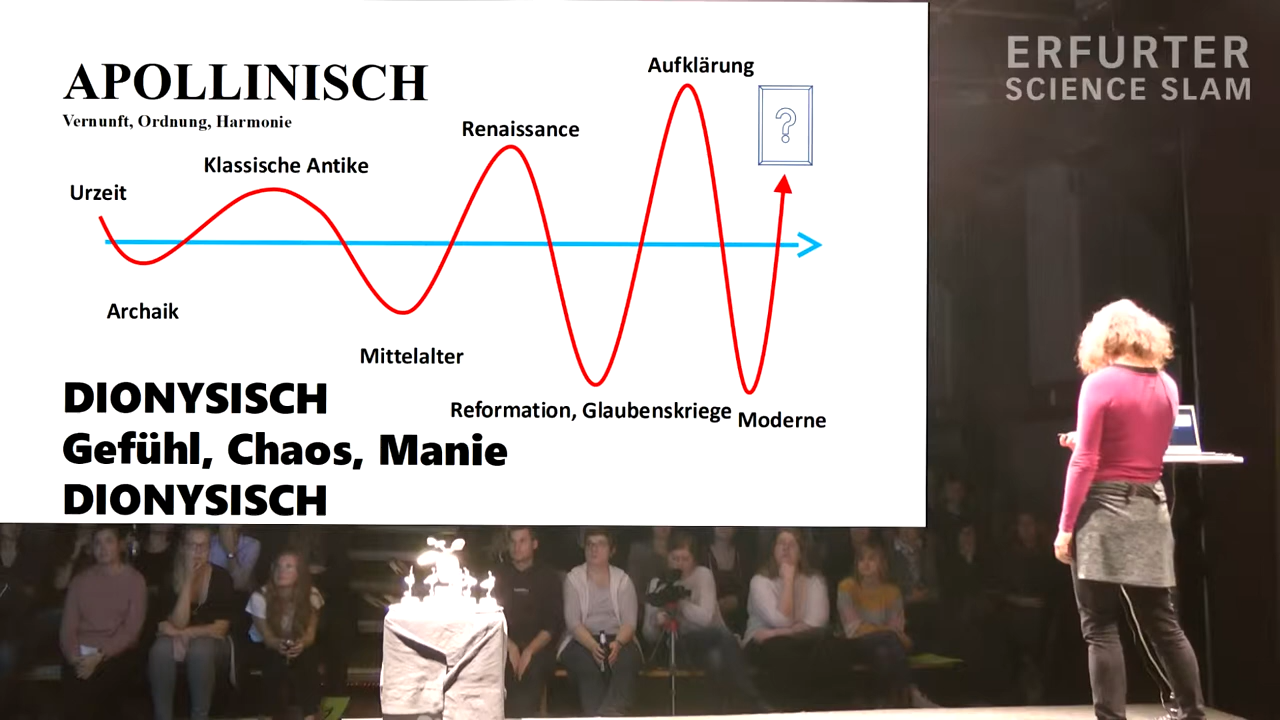 APOLLINISCH
Vernunft, Ordnung, Harmonie
Urzeit
Klassische Antike
Renaissance
Aufklärung
?
Archaik
Mittelalter
Reformation, Glaubenskriege
Moderne
DIONYSISCH
Gefühl, Chaos, Manie
DIONYSISCH
ERFURTER
SCIENCE SLAM